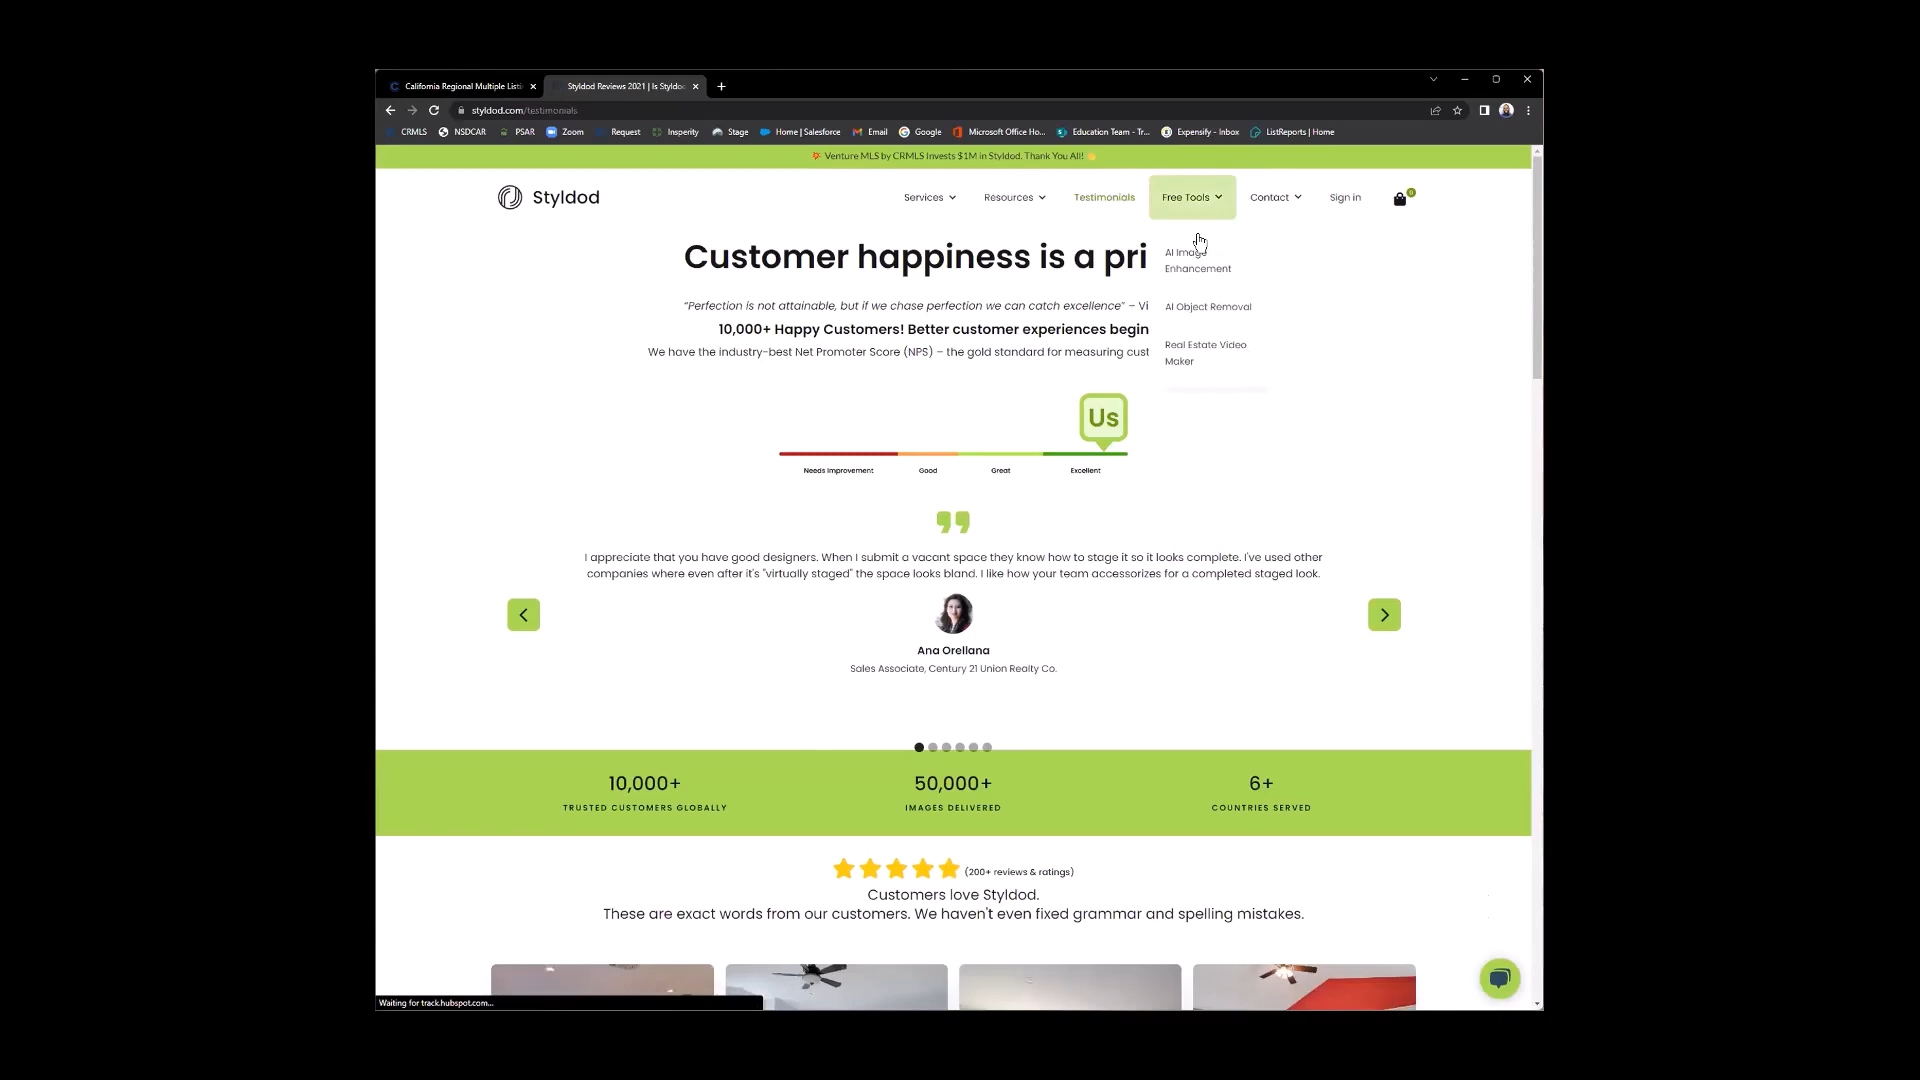 California Regional Multiple Listi
Styldod Reviews 2021 | Is Styldo
styldod.com/testimonials
CRMLS
NSDCAR
PSAR
Zoom
Request
Insperity
Stage
Home | Salesforce
Email
Google
Microsoft Office Ho...
Education Team - Tr...
Expensify - Inbox
ListReports | Home
Venture MLS by CRMLS Invests $1M in Styldod. Thank You All!
Styldod
Services
Resources
Testimonials
Free Tools
Contact
Sign in
0
Customer happiness is a pri
AI Image
Enhancement
AI Object Removal
Real Estate Video
Maker
“Perfection is not attainable, but if we chase perfection we can catch excellence” – Vi
10,000+ Happy Customers! Better customer experiences begin
We have the industry-best Net Promoter Score (NPS) – the gold standard for measuring cust
Us
Needs Improvement
Good
Great
Excellent
I appreciate that you have good designers. When I submit a vacant space they know how to stage it so it looks complete. I've used other
companies where even after it's "virtually staged" the space looks bland. I like how your team accessorizes for a completed staged look.
Ana Orellana
Sales Associate, Century 21 Union Realty Co.
10,000+
TRUSTED CUSTOMERS GLOBALLY
50,000+
IMAGES DELIVERED
6+
COUNTRIES SERVED
(200+ reviews & ratings)
Customers love Styldod.
These are exact words from our customers. We haven't even fixed grammar and spelling mistakes.
Waiting for track.hubspot.com...